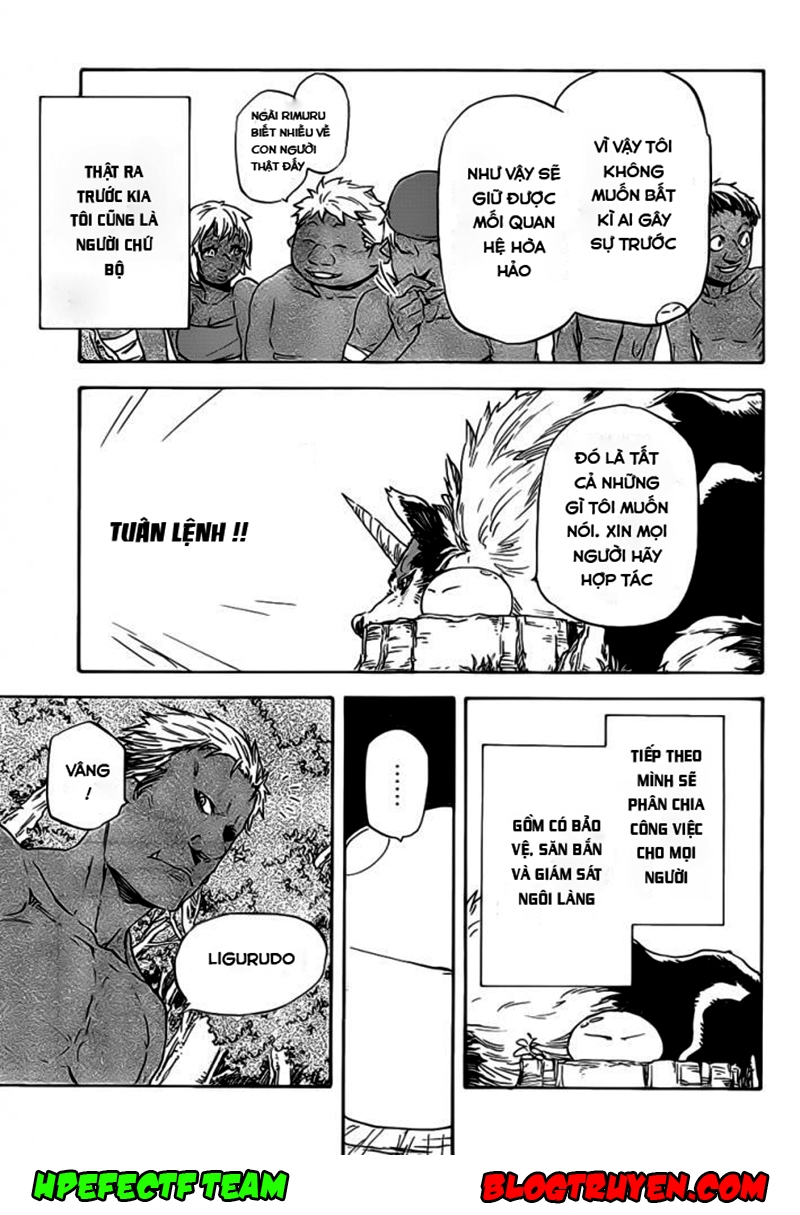 VÌ VẬY TÔI
KHÔNG
MUỐN BẤT
KÌ AI GÂY
SỰ TRƯỚC
NHƯ VẬY SẼ
GIỮ ĐƯỢC
MỐI QUAN
HỆ HÒA
HẢO
NGÀI RIMURU
BIẾT NHIỀU VỀ
CON NGƯỜI
THẬT ĐẤY
THẬT RA
TRƯỚC KIA
TÔI CŨNG LÀ
NGƯỜI CHỨ
BỘ
ĐÓ LÀ TẤT
CẢ NHỮNG
GÌ TÔI MUỐN
NÓI. XIN MỌI
NGƯỜI HÃY
HỢP TÁC
TUÂN LỆNH !!
TIẾP THEO
MÌNH SẼ
PHÂN CHIA
CÔNG VIỆC
CHO MỌI
NGƯỜI
GỒM CÓ BẢO
VỆ, SĂN BẮN
VÀ GIÁM SÁT
NGÔI LÀNG
......
LIGURUDO
VÂNG
!
HPEFECTF TEAM
BLOGTRUYEN.COM